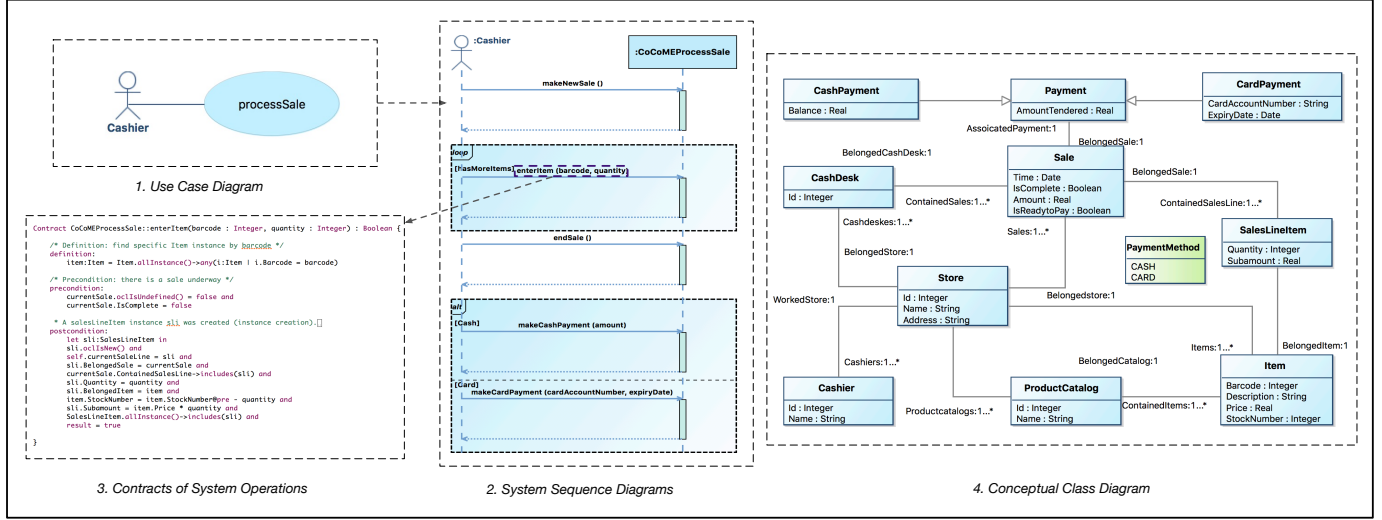 processSale
Cashier
1. Use Case Diagram
Contract CoCoMEProcessSale::enterItem(barcode : Integer, quantity : Integer) : Boolean {
/* Definition: find specific Item instance by barcode */
definition:
item:Item = Item.allInstance()->any(i:Item | i.Barcode = barcode)
/* Precondition: there is a sale underway */
precondition:
currentSale.oclIsUndefined() = false and
currentSale.IsComplete = false
* A salesLineItem instance sli was created (instance creation).
postcondition:
let sli:SalesLineItem in
sli.oclIsNew() and
self.currentSaleLine = sli and
sli.BelongedSale = currentSale and
currentSale.ContainedSalesLine->includes(sli) and
sli.Quantity = quantity and
sli.BelongedItem = item and
item.StockNumber = item.StockNumber@pre - quantity and
sli.Subamount = item.Price * quantity and
SalesLineItem.allInstance()->includes(sli) and
result = true
}
3. Contracts of System Operations
:Cashier
:CoCoMEProcessSale
makeNewSale ()
loop
[hasMoreItems]
enterItem (barcode, quantity)
endSale ()
alt
[Cash]
makeCashPayment (amount)
[Card]
makeCardPayment (cardAccountNumber, expiryDate)
2. System Sequence Diagrams
CashPayment
Balance : Real
Payment
AmountTendered : Real
CardPayment
CardAccountNumber : String
ExpiryDate : Date
AssoicatedPayment:1
BelongedSale:1
BelongedCashDesk:1
Sale
Time : Date
IsComplete : Boolean
Amount : Real
IsReadytoPay : Boolean
BelongedSale:1
CashDesk
Id : Integer
ContainedSales:1...*
ContainedSalesLine:1...*
Cashdeskes:1...*
Sales:1...*
SalesLineItem
Quantity : Integer
Subamount : Real
PaymentMethod
CASH
CARD
BelongedStore:1
Store
Id : Integer
Name : String
Address : String
WorkedStore:1
Belongedstore:1
Cashiers:1...*
BelongedCatalog:1
Items:1...*
BelongedItem:1
Cashier
Id : Integer
Name : String
Productcatalogs:1...*
ProductCatalog
Id : Integer
Name : String
ContainedItems:1...*
Item
Barcode : Integer
Description : String
Price : Real
StockNumber : Integer
4. Conceptual Class Diagram